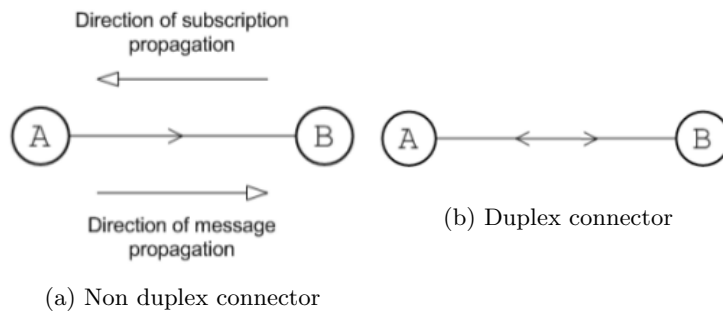 Direction of subscription
propagation
A
B
Direction of message
propagation
(a) Non duplex connector
A
B
(b) Duplex connector